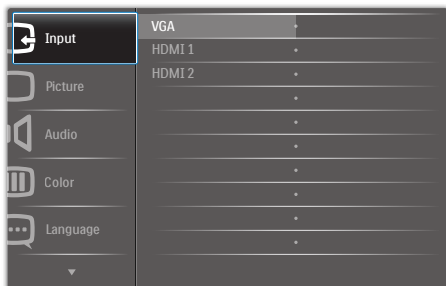 Input
Picture
Audio
Color
Language
VGA
HDMI 1
HDMI 2